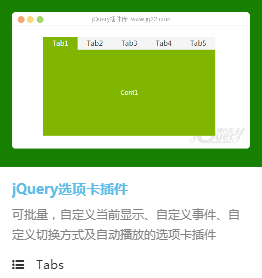 jQuery插件库 www.jq22.com
Tab1 Tab2 Tab3 Tab4 Tab5
Cont1
jQuery选项卡插件
可批量，自定义当前显示、自定义事件、自
定义切换方式及自动播放的选项卡插件
Tabs